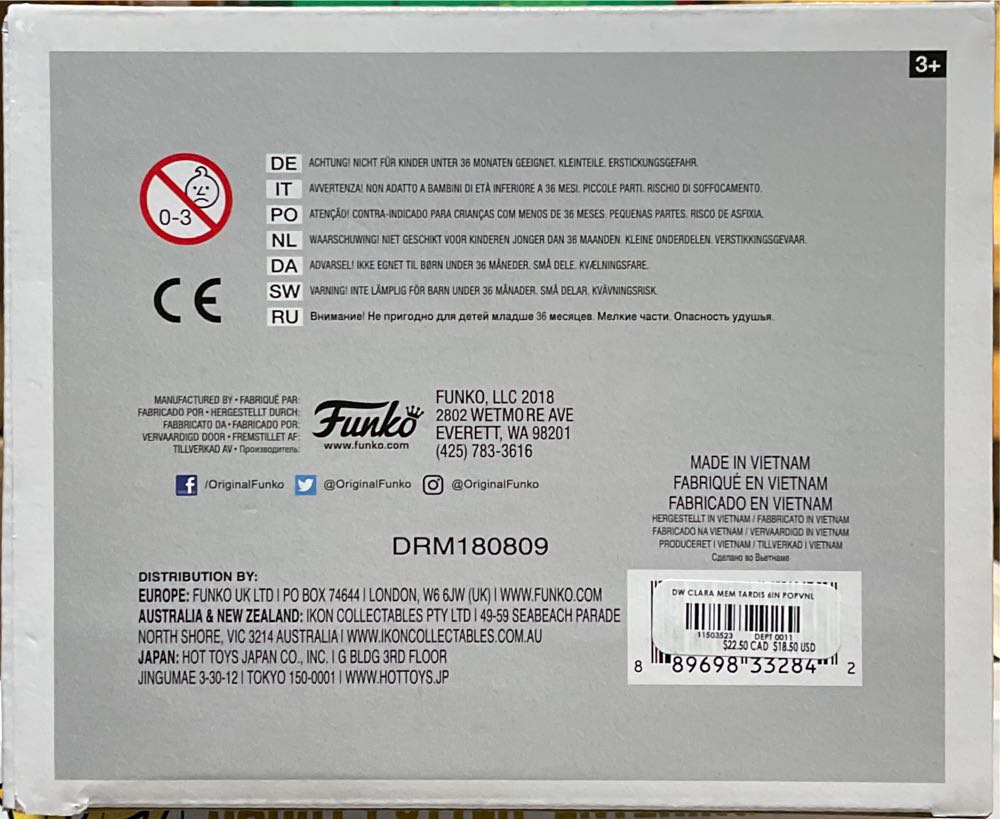 3+
0-3
DE ACHTUNG! NICHT FÜR KINDER UNTER 36 MONATEN GEEIGNET. KLEINTEILE. ERSTICKUNGSGEFAHR.
IT AVVERTENZA! NON ADATTO A BAMBINI DI ETÀ INFERIORE A 36 MESI. PICCOLE PARTI. RISCHIO DI SOFFOCAMENTO.
PO ATENÇÃO! CONTRA-INDICADO PARA CRIANÇAS COM MENOS DE 36 MESES. PEQUENAS PARTES. RISCO DE ASFIXIA.
NL WAARSCHUWING! NIET GESCHIKT VOOR KINDEREN JONGER DAN 36 MAANDEN. KLEINE ONDERDELEN. VERSTIKKINGSGEVAAR.
DA ADVARSEL! IKKE EGNET TIL BØRN UNDER 36 MÅNEDER. SMÅ DELE. KVÆLNINGSFARE.
SW VARNING! INTE LÄMPLIG FÖR BARN UNDER 36 MÅNADER. SMÅ DELAR. KVÄVNINGSRISK.
RU Внимание! Не пригодно для детей младше 36 месяцев. Мелкие части. Опасность удушья.
CE
MANUFACTURED BY • FABRIQUÉ PAR:
FABRICADO POR • HERGESTELLT DURCH:
FABBRICATO DA • FABRICADO POR:
VERVAARDIGD DOOR • FREMSTILLET AF:
TILLVERKAD AV • Производитель:
Funko
www.funko.com
FUNKO, LLC 2018
2802 WETMORE AVE
EVERETT, WA 98201
(425) 783-3616
/OriginalFunko @OriginalFunko @OriginalFunko
MADE IN VIETNAM
FABRIQUÉ EN VIETNAM
FABRICADO EN VIETNAM
HERGESTELLT IN VIETNAM / FABBRICATO IN VIETNAM
FABRICADO NA VIETNAM / VERVAARDIGD IN VIETNAM
PRODUCERET I VIETNAM / TILLVERKAD I VIETNAM
Сделано во Вьетнаме
DRM180809
DISTRIBUTION BY:
EUROPE: FUNKO UK LTD | PO BOX 74644 | LONDON, W6 6JW (UK) | WWW.FUNKO.COM
AUSTRALIA & NEW ZEALAND: IKON COLLECTABLES PTY LTD | 49-59 SEABEACH PARADE
NORTH SHORE, VIC 3214 AUSTRALIA | WWW.IKONCOLLECTABLES.COM.AU
JAPAN: HOT TOYS JAPAN CO., INC. | G BLDG 3RD FLOOR
JINGUMAE 3-30-12 | TOKYO 150-0001 | WWW.HOTTOYS.JP
DW CLARA MEM TARDIS 6IN POPVNL
11503523 DEPT 0011
$22.50 CAD $18.50 USD
8 89698 33284 2